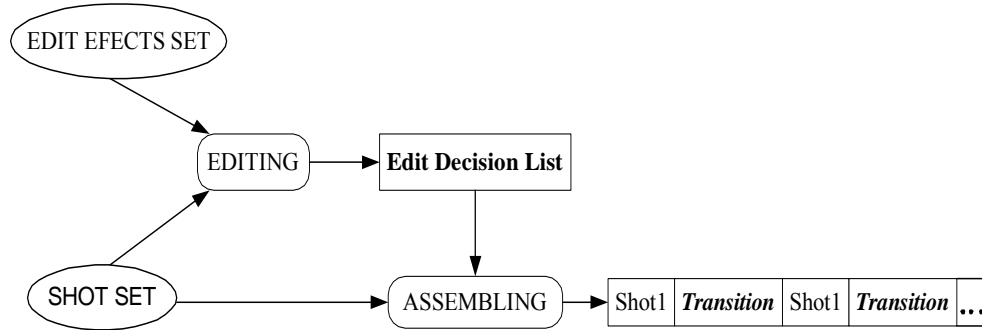 EDIT EFECTS SET
EDITING
Edit Decision List
SHOT SET
ASSEMBLING
Shot1 Transition Shot1 Transition ...